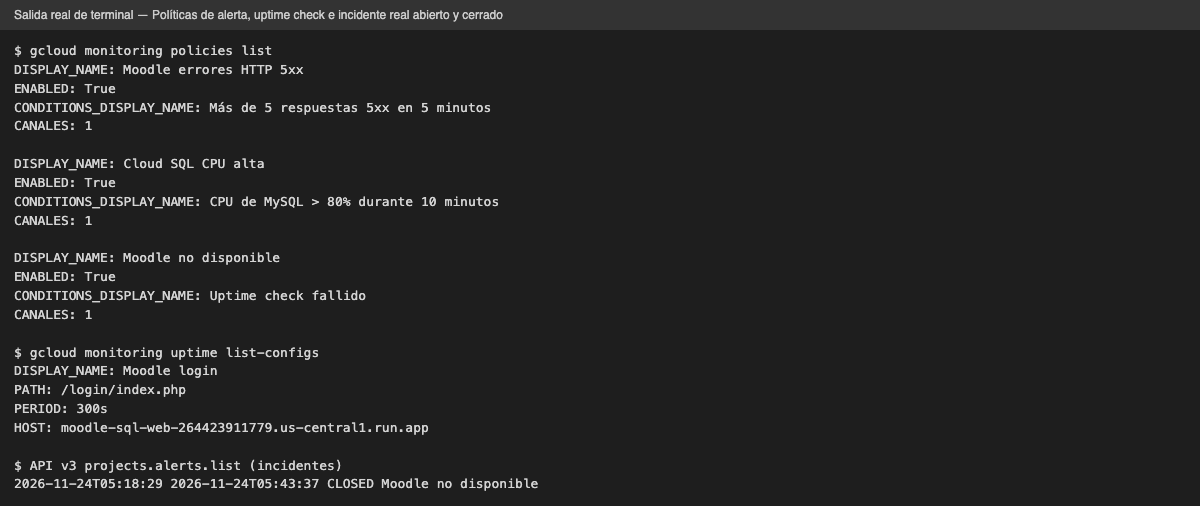 Salida real de terminal — Políticas de alerta, uptime check e incidente real abierto y cerrado
$ gcloud monitoring policies list
DISPLAY_NAME: Moodle errores HTTP 5xx
ENABLED: True
CONDITIONS_DISPLAY_NAME: Más de 5 respuestas 5xx en 5 minutos
CANALES: 1
DISPLAY_NAME: Cloud SQL CPU alta
ENABLED: True
CONDITIONS_DISPLAY_NAME: CPU de MySQL > 80% durante 10 minutos
CANALES: 1
DISPLAY_NAME: Moodle no disponible
ENABLED: True
CONDITIONS_DISPLAY_NAME: Uptime check fallido
CANALES: 1
$ gcloud monitoring uptime list-configs
DISPLAY_NAME: Moodle login
PATH: /login/index.php
PERIOD: 300s
HOST: moodle-sql-web-264423911779.us-central1.run.app
$ API v3 projects.alerts.list (incidentes)
2026-11-24T05:18:29 2026-11-24T05:43:37 CLOSED Moodle no disponible